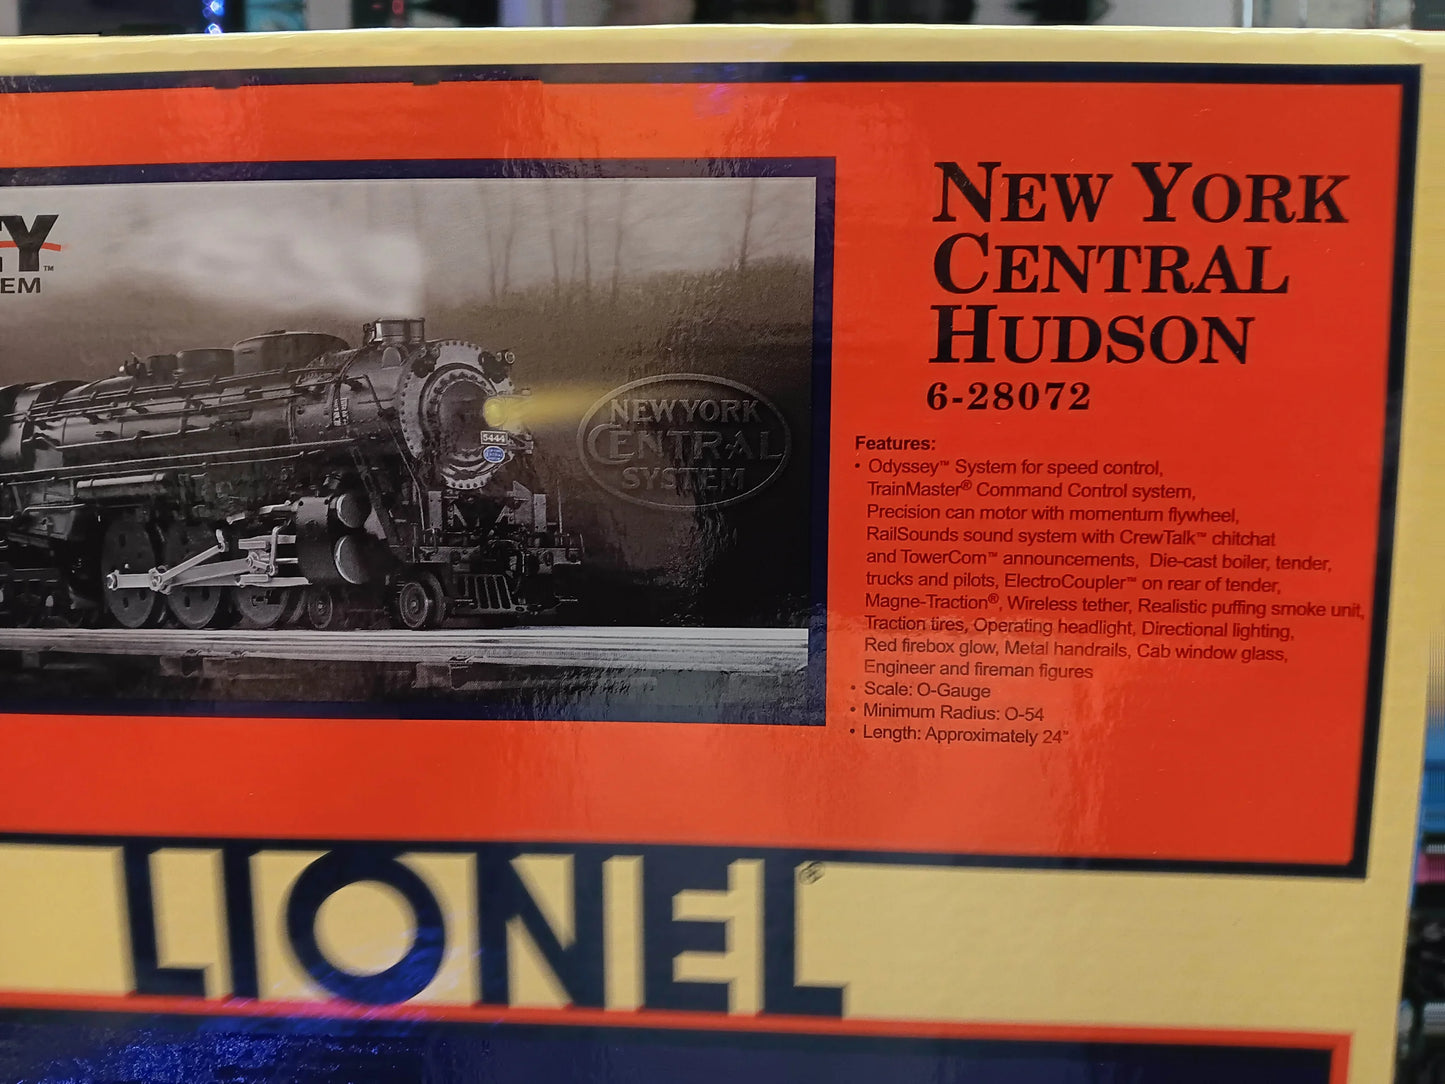 NEW YORK
CENTRAL
HUDSON
6-28072
Features:
• Odyssey™ System for speed control,
TrainMaster® Command Control system,
Precision can motor with momentum flywheel,
RailSounds sound system with CrewTalk™ chitchat
and TowerCom™ announcements, Die-cast boiler, tender,
trucks and pilots, ElectroCoupler™ on rear of tender,
Magne-Traction®, Wireless tether, Realistic puffing smoke unit,
Traction tires, Operating headlight, Directional lighting,
Red firebox glow, Metal handrails, Cab window glass,
Engineer and fireman figures
• Scale: O-Gauge
• Minimum Radius: O-54
• Length: Approximately 24"
NEW YORK
CENTRAL
SYSTEM
5444
LIONEL®